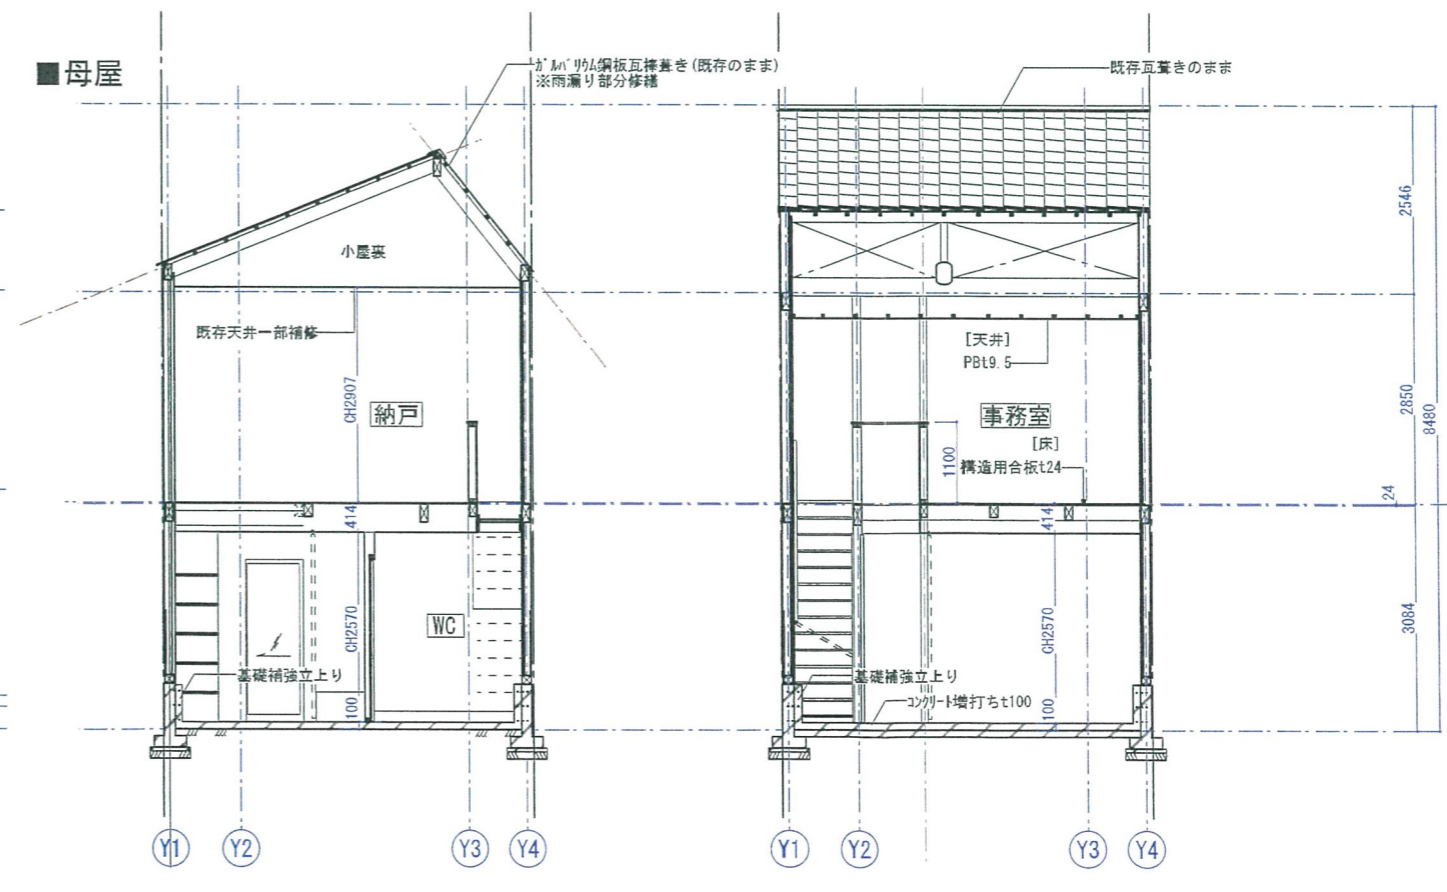 ■母屋
ガルバリウム鋼板瓦棒葺き(既存のまま)
※雨漏り部分修繕
小屋裏
既存天井一部補修
CH2907
納戸
414
CH2570
WC
基礎補強立上り
100
Y1
Y2
Y3
Y4
既存瓦葺きのまま
[天井]
PBt9.5
事務室
[床]
構造用合板t24
1100
414
CH2570
基礎補強立上り
コンクリート増打ちt100
100
2546
2850
8480
24
3084
Y1
Y2
Y3
Y4